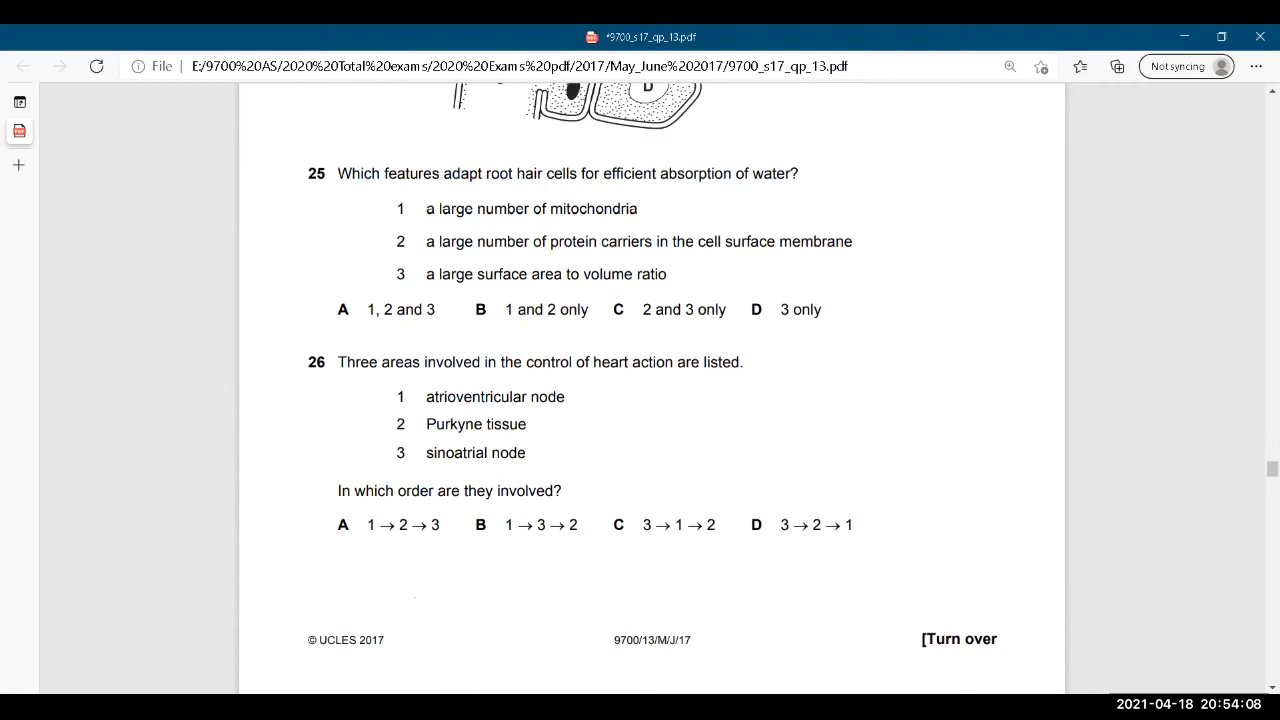 *9700_s17_qp_13.pdf
File | E:/9700%20AS/2020%20Total%20exams/2020%20Exams%20pdf/2017/May_June%202017/9700_s17_qp_13.pdf
Not syncing
D
25 Which features adapt root hair cells for efficient absorption of water?
1 a large number of mitochondria
2 a large number of protein carriers in the cell surface membrane
3 a large surface area to volume ratio
A 1, 2 and 3 B 1 and 2 only C 2 and 3 only D 3 only
26 Three areas involved in the control of heart action are listed.
1 atrioventricular node
2 Purkyne tissue
3 sinoatrial node
In which order are they involved?
A 1 → 2 → 3 B 1 → 3 → 2 C 3 → 1 → 2 D 3 → 2 → 1
© UCLES 2017 9700/13/M/J/17 [Turn over
2021-04-18 20:54:08